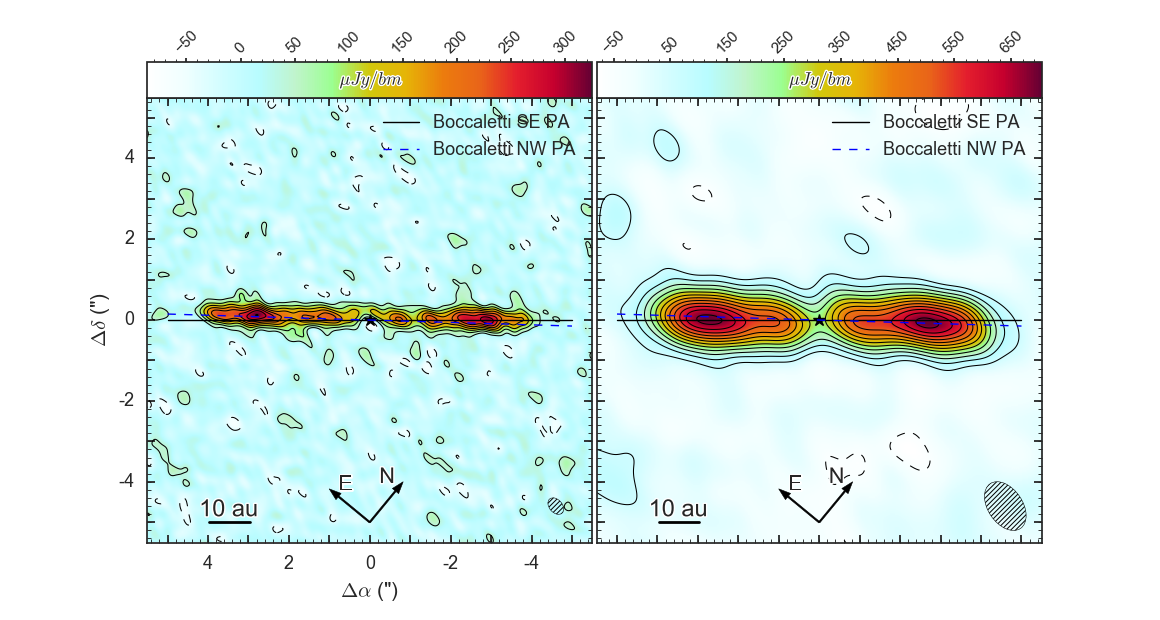 -50 0 50 100 150 200 250 300 -50 50 150 250 350 450 550 650
μJy/bm μJy/bm
Boccaletti SE PA Boccaletti SE PA
Boccaletti NW PA Boccaletti NW PA
4
2
0
-2
-4
Δδ (")
E N E N
10 au 10 au
4 2 0 -2 -4
Δα (")